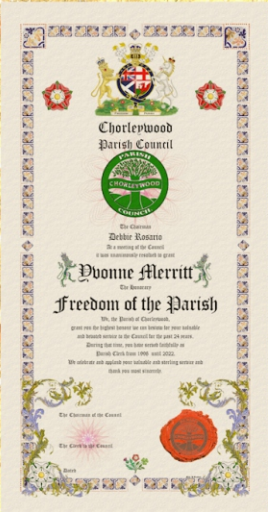 Chorleywood
Parish Council
PARISH
CHORLEYWOOD
COUNCIL
The Chairman
Debbie Rosario
At a meeting of the Council
it was unanimously resolved to grant
Yvonne Merritt
The Honorary
Freedom of the Parish
We, the Parish of Chorleywood,
grant you the highest honour we can bestow for your valuable
and devoted service to the Council for the past 24 years.
During that time, you have served faithfully as
Parish Clerk from 1998 until 2022.
We celebrate and applaud your valuable and sterling service and
thank you most sincerely.
The Chairman of the Council
The Clerk to the Council
Dated